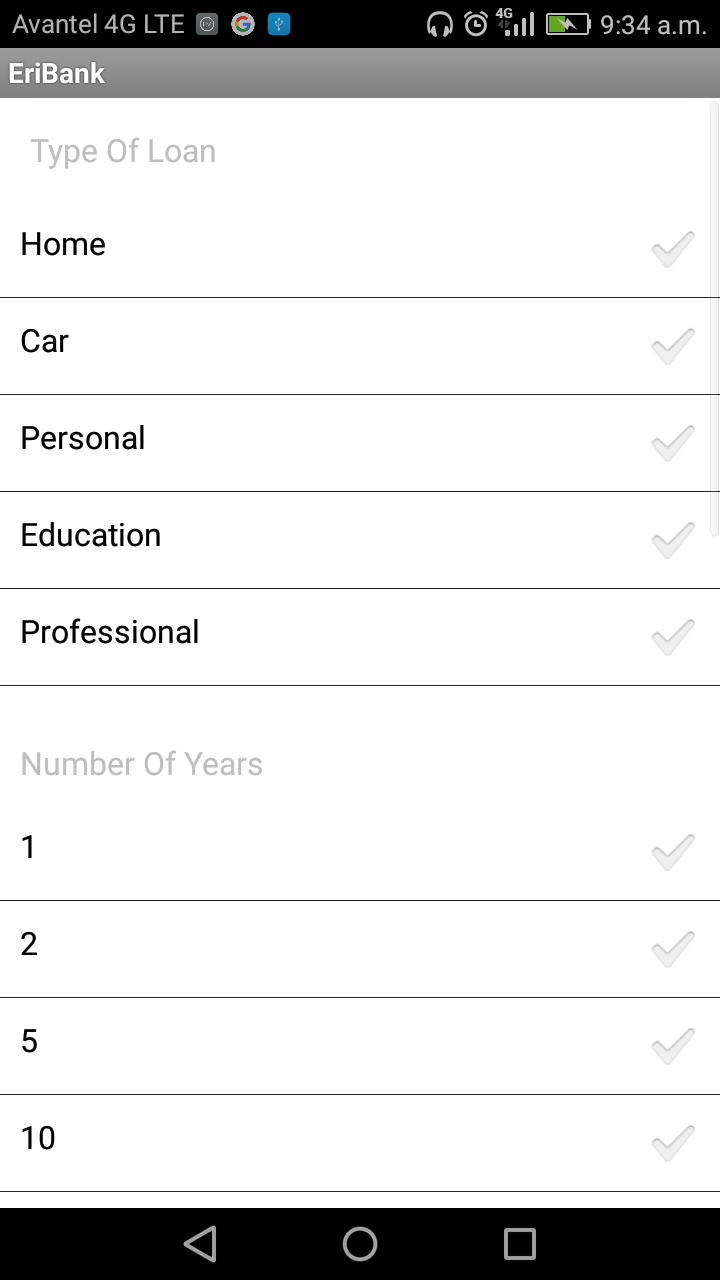 Avantel 4G LTE 4G 9:34 a.m.
EriBank
Type Of Loan
Home
Car
Personal
Education
Professional
Number Of Years
1
2
5
10